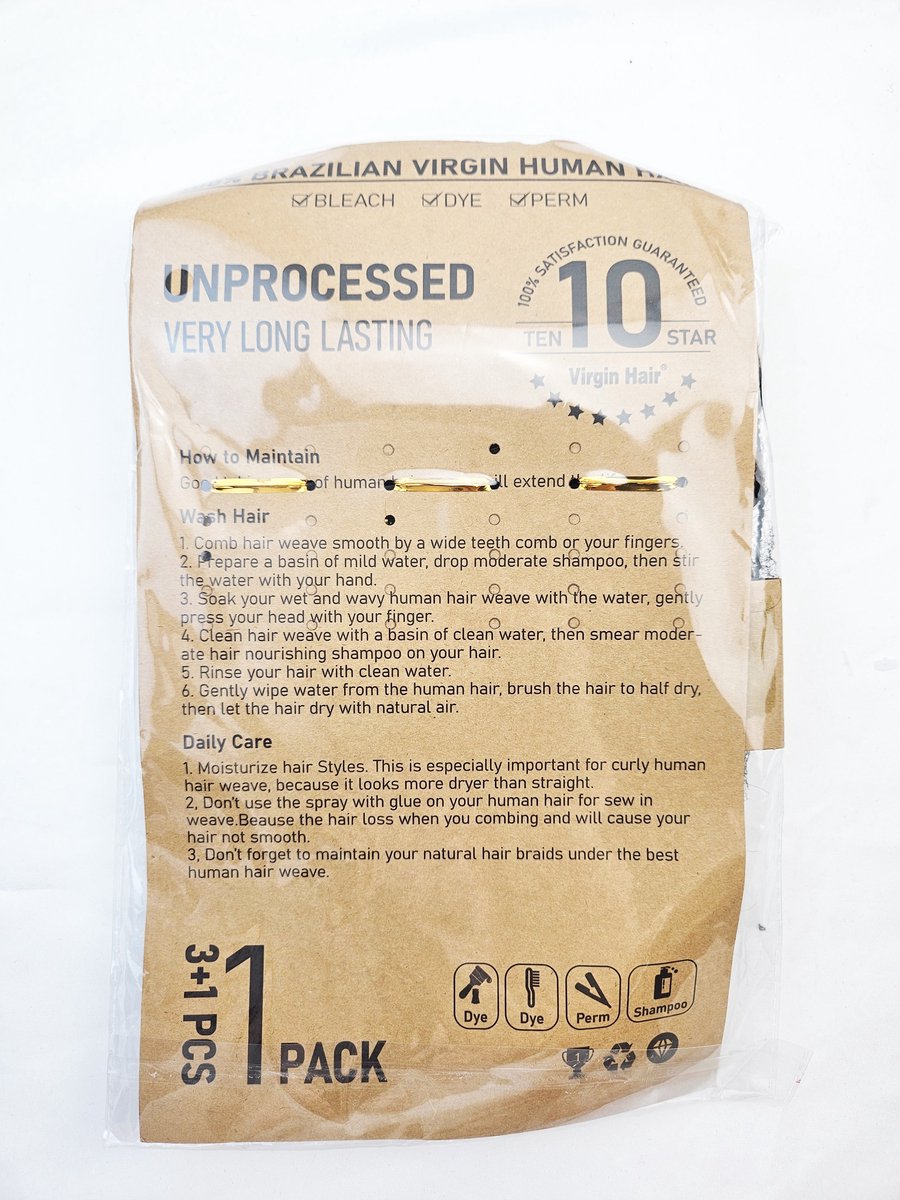 BRAZILIAN VIRGIN HUMAN
BLEACH DYE PERM
UNPROCESSED
VERY LONG LASTING
100% SATISFACTION GUARANTEED
TEN 10 STAR
Virgin Hair®
How to Maintain
of human extend
Wash Hair
1. Comb hair weave smooth by a wide teeth comb or your fingers.
2. Prepare a basin of mild water, drop moderate shampoo, then stir
the water with your hand.
3. Soak your wet and wavy human hair weave with the water, gently
press your head with your finger.
4. Clean hair weave with a basin of clean water, then smear moder-
ate hair nourishing shampoo on your hair.
5. Rinse your hair with clean water.
6. Gently wipe water from the human hair, brush the hair to half dry,
then let the hair dry with natural air.
Daily Care
1. Moisturize hair Styles. This is especially important for curly human
hair weave, because it looks more dryer than straight.
2, Don't use the spray with glue on your human hair for sew in
weave.Beause the hair loss when you combing and will cause your
hair not smooth.
3, Don't forget to maintain your natural hair braids under the best
human hair weave.
3+1 PCS
1 PACK
Dye
Dye
Perm
Shampoo
1